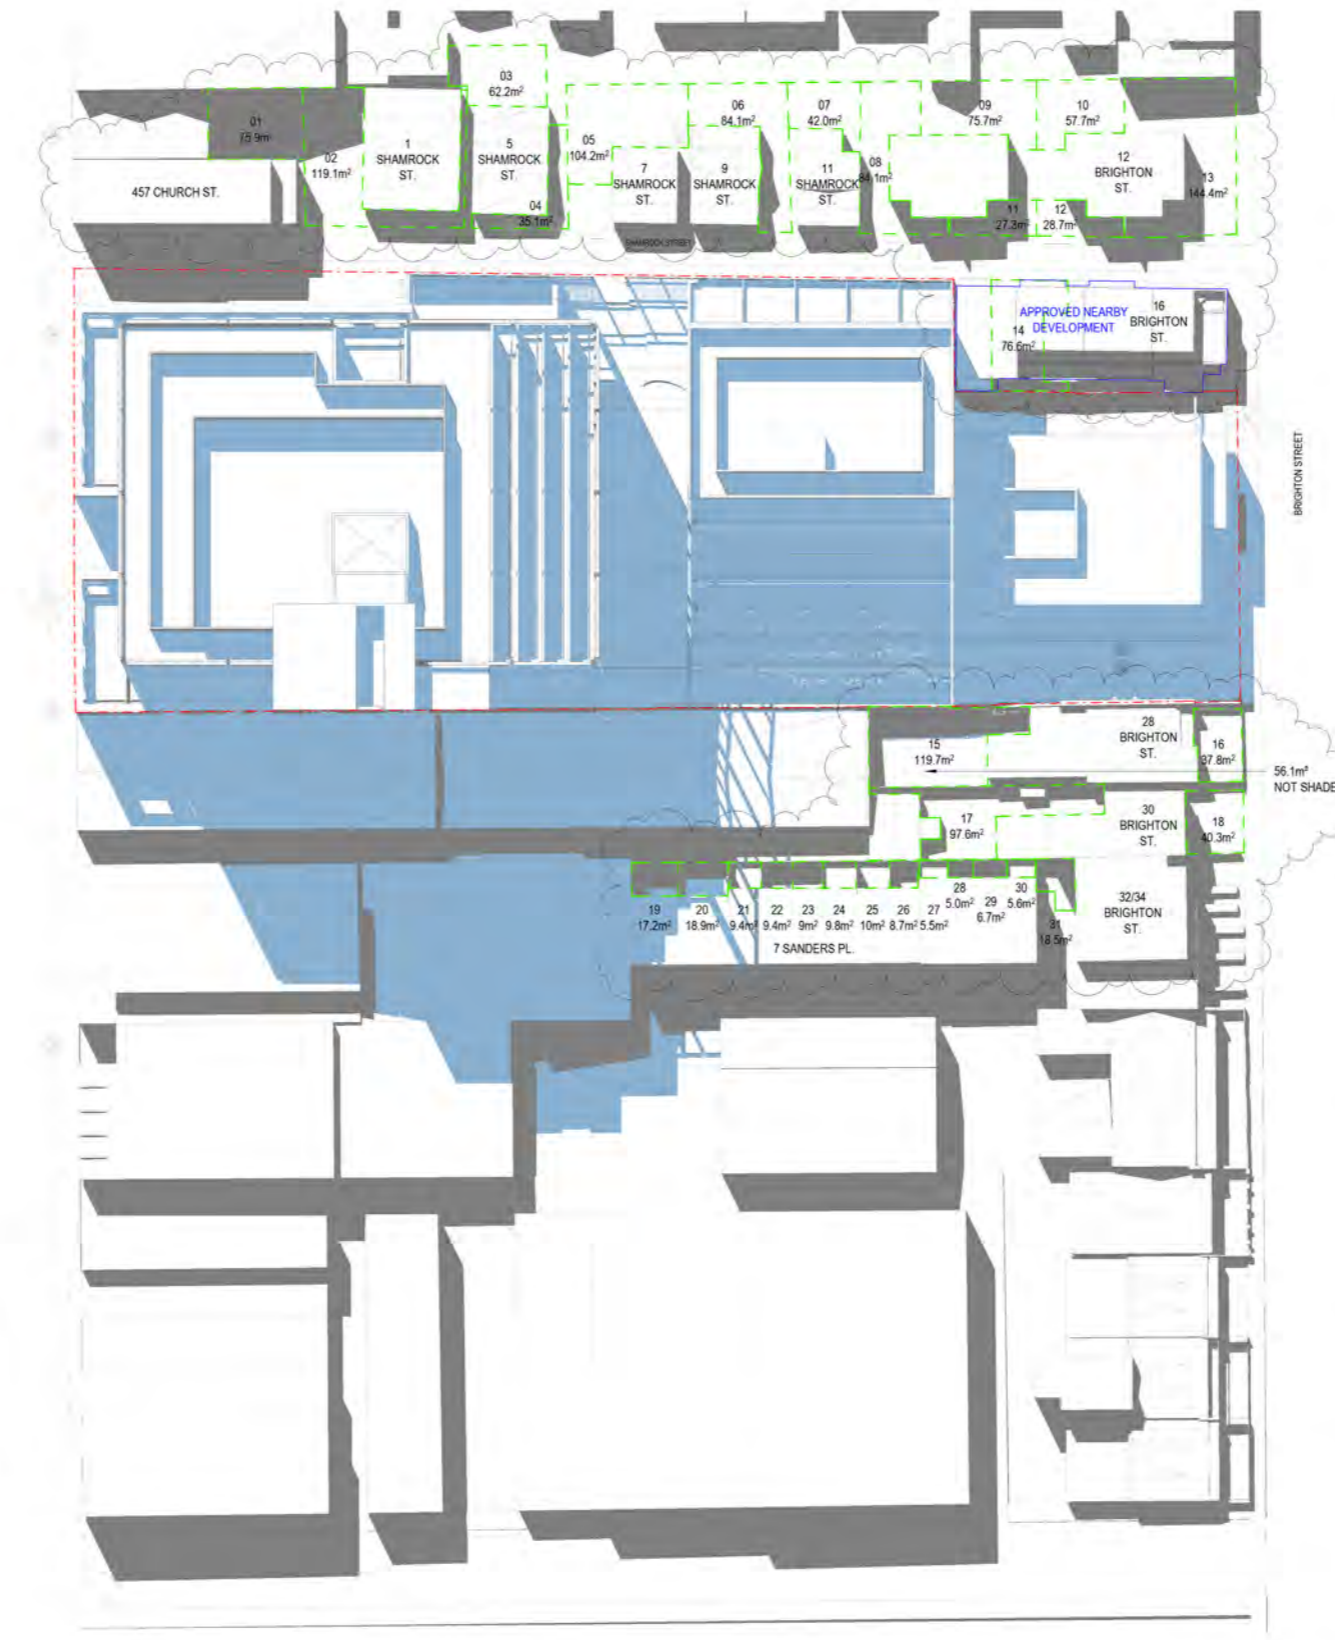 03
62.2m²
01
75.9m²
02
119.1m²
1
SHAMROCK
ST.
5
SHAMROCK
ST.
04
35.1m²
05
104.2m²
7
SHAMROCK
ST.
06
84.1m²
9
SHAMROCK
ST.
07
42.0m²
11
SHAMROCK
ST.
08
84.1m²
09
75.7m²
10
57.7m²
12
BRIGHTON
ST.
13
144.4m²
11
27.3m²
12
28.7m²
457 CHURCH ST.
SHAMROCK STREET
APPROVED NEARBY
DEVELOPMENT
14
76.6m²
16
BRIGHTON
ST.
BRIGHTON STREET
15
119.7m²
28
BRIGHTON
ST.
16
37.8m²
56.1m²
NOT SHADE
17
97.6m²
30
BRIGHTON
ST.
18
40.3m²
19
17.2m²
20
18.9m²
21
9.4m²
22
9.4m²
23
9m²
24
9.8m²
25
10m²
26
8.7m²
27
5.5m²
28
5.0m²
29
6.7m²
30
5.6m²
31
18.5m²
32/34
BRIGHTON
ST.
7 SANDERS PL.